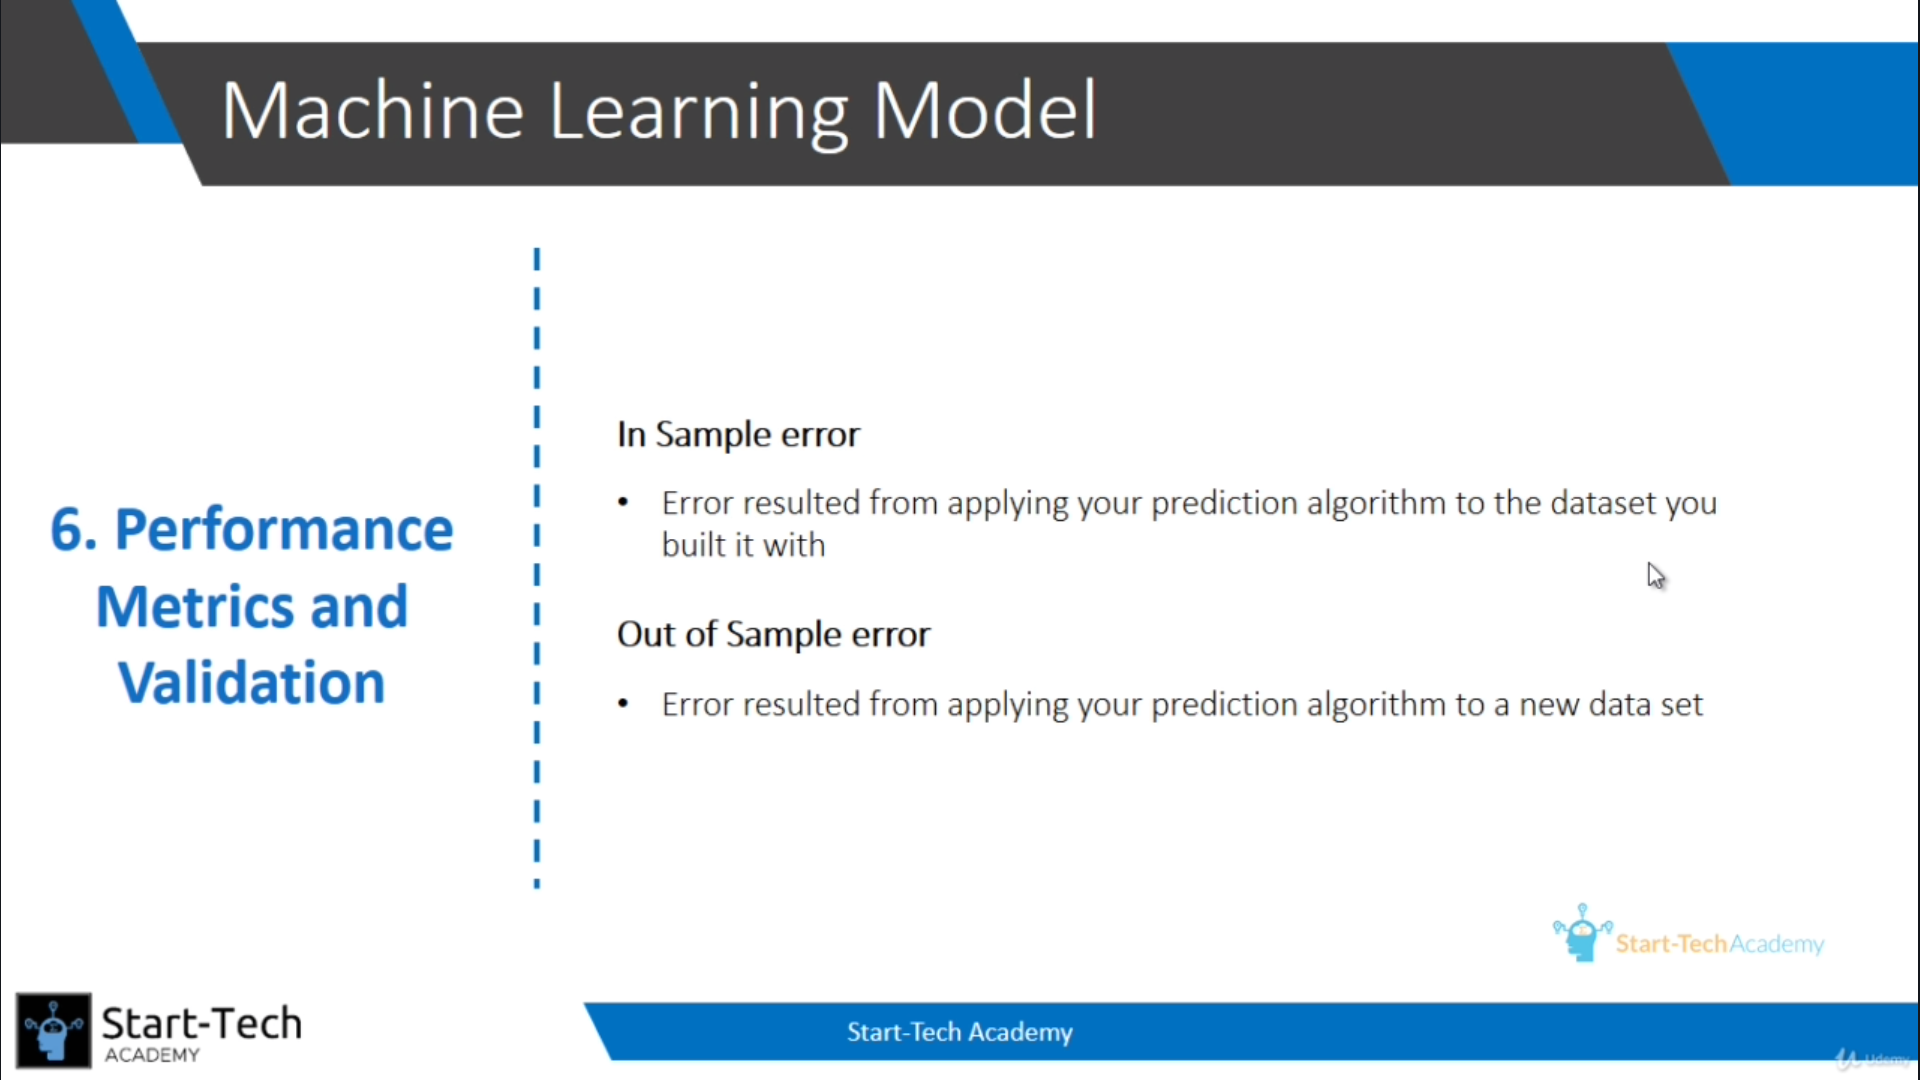 Machine Learning Model
6. Performance
Metrics and
Validation
In Sample error
• Error resulted from applying your prediction algorithm to the dataset you
built it with
Out of Sample error
• Error resulted from applying your prediction algorithm to a new data set
Start-TechAcademy
Start-Tech
ACADEMY
Start-Tech Academy
Udemy